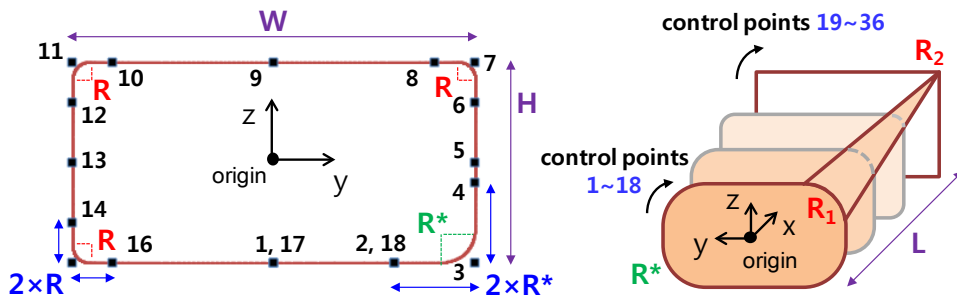 W
11
10
9
8
7
R
R
12
6
H
z
13
5
origin
y
4
14
R*
R
16
1, 17
2, 18
3
2×R
2×R*
control points
19~36
R₂
control points
1~18
z
R₁
x
y
origin
R*
L